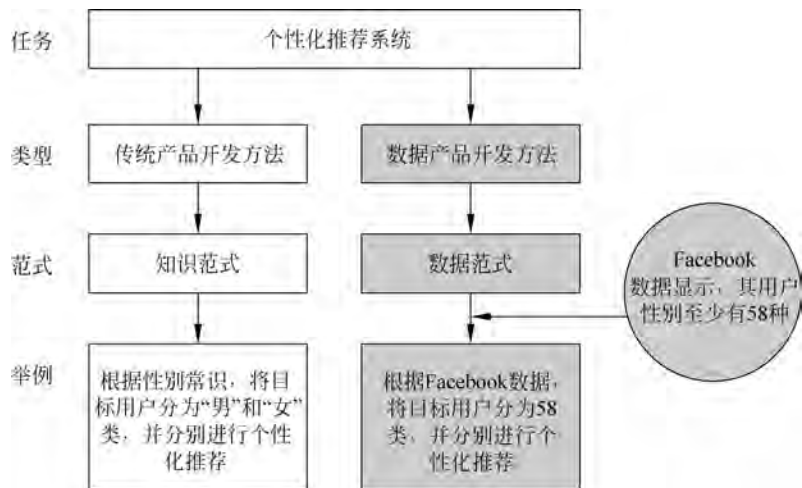 任务
个性化推荐系统
类型
传统产品开发方法
数据产品开发方法
范式
知识范式
数据范式
Facebook
数据显示，其用户
性别至少有58种
举例
根据性别常识，将目
标用户分为“男”和“女”
类，并分别进行个性
化推荐
根据Facebook数据，
将目标用户分为58
类，并分别进行个
性化推荐